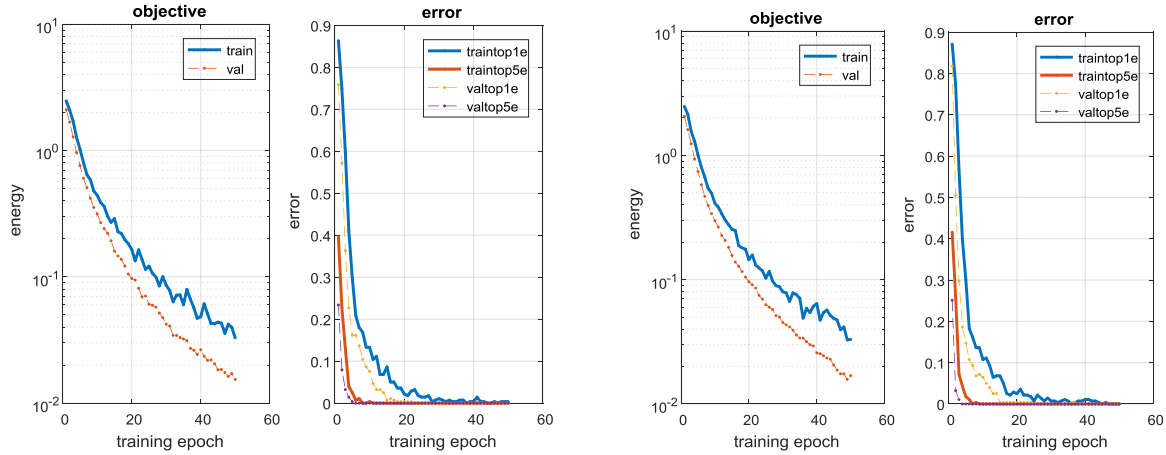 objective
10^1
10^0
10^-1
10^-2
energy
0
20
40
60
training epoch
train
val
error
0.9
0.8
0.7
0.6
0.5
0.4
0.3
0.2
0.1
0
error
0
20
40
60
training epoch
traintop1e
traintop5e
valtop1e
valtop5e
objective
10^1
10^0
10^-1
10^-2
energy
0
20
40
60
training epoch
train
val
error
0.9
0.8
0.7
0.6
0.5
0.4
0.3
0.2
0.1
0
error
0
20
40
60
training epoch
traintop1e
traintop5e
valtop1e
valtop5e